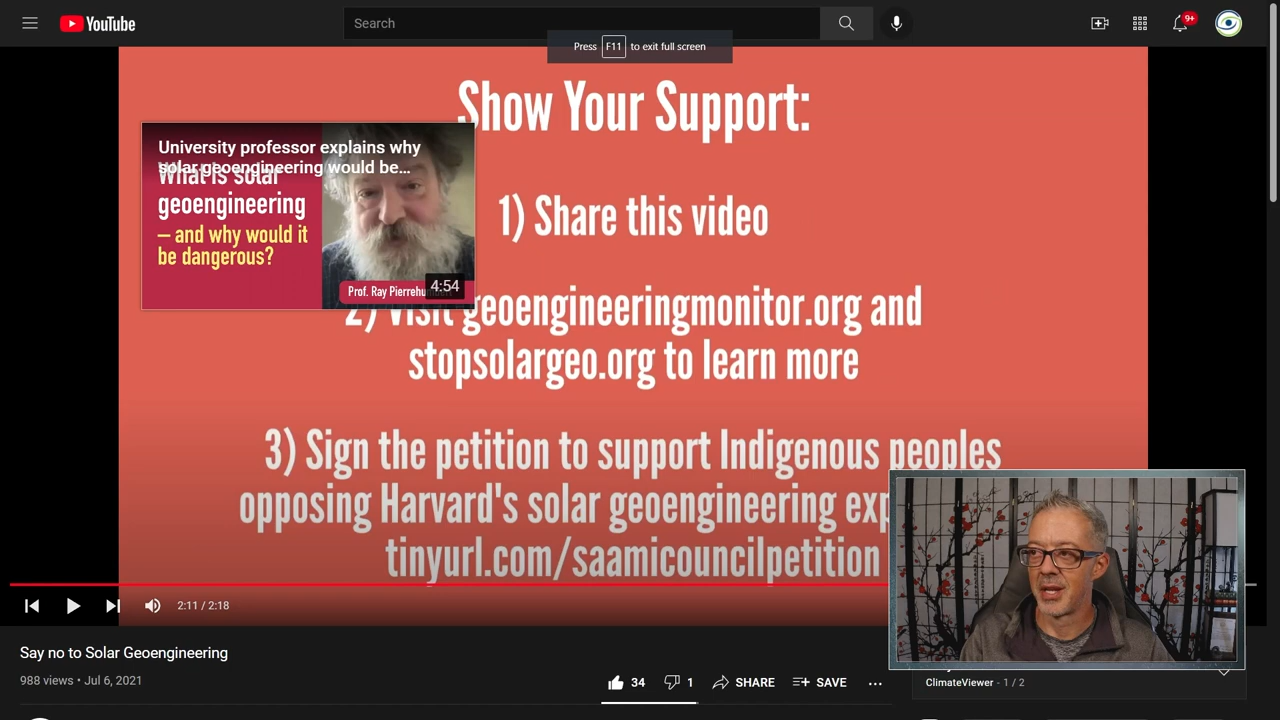 YouTube
Search
9+
Press F11 to exit full screen
Show Your Support:
University professor explains why
solar geoengineering would be…
What is solar
geoengineering
– and why would it
be dangerous?
Prof. Ray
4:54
1) Share this video
2) Visit geoengineeringmonitor.org and
stopsolargeo.org to learn more
3) Sign the petition to support Indigenous peoples
opposing Harvard's solar geoengineering
tinyurl.com/saamicouncilpetition
2:11 / 2:18
Say no to Solar Geoengineering
988 views • Jul 6, 2021
34
1
SHARE
SAVE
ClimateViewer - 1 / 2